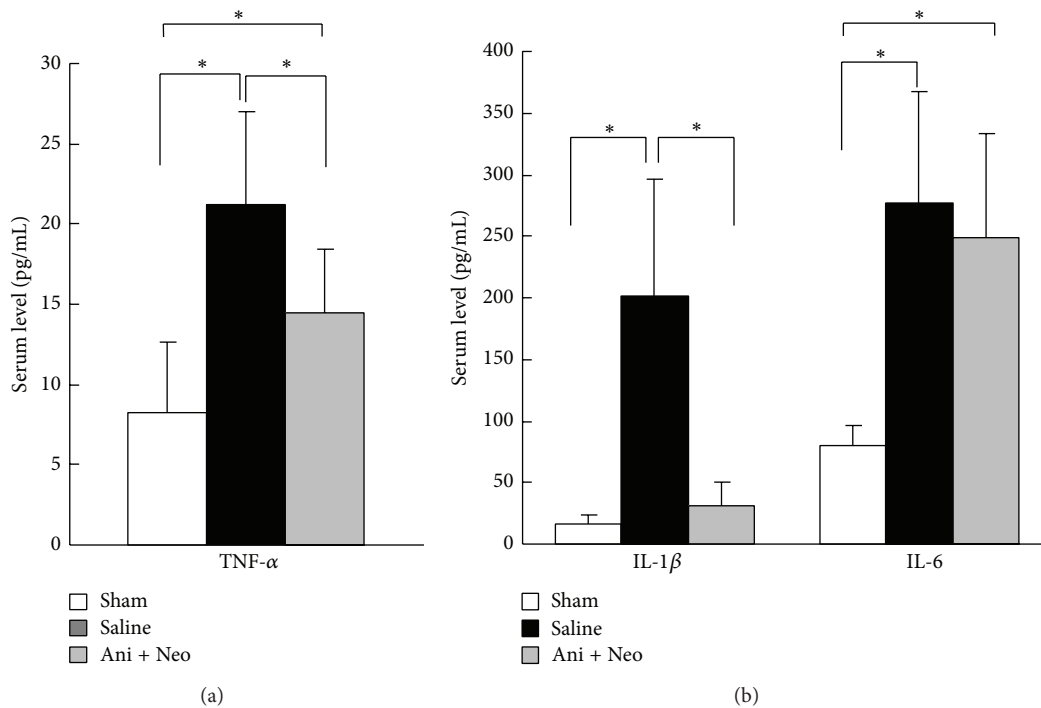 *
*
*
30
25
20
15
10
5
0
Serum level (pg/mL)
TNF-α
Sham
Saline
Ani + Neo
(a)
*
*
*
*
400
350
300
250
200
150
100
50
0
Serum level (pg/mL)
IL-1β
IL-6
Sham
Saline
Ani + Neo
(b)